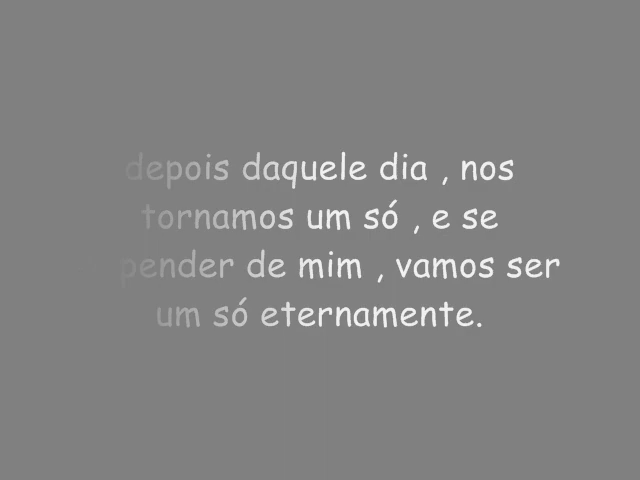 depois daquele dia , nos
tornamos um só , e se
pender de mim , vamos ser
um só eternamente.